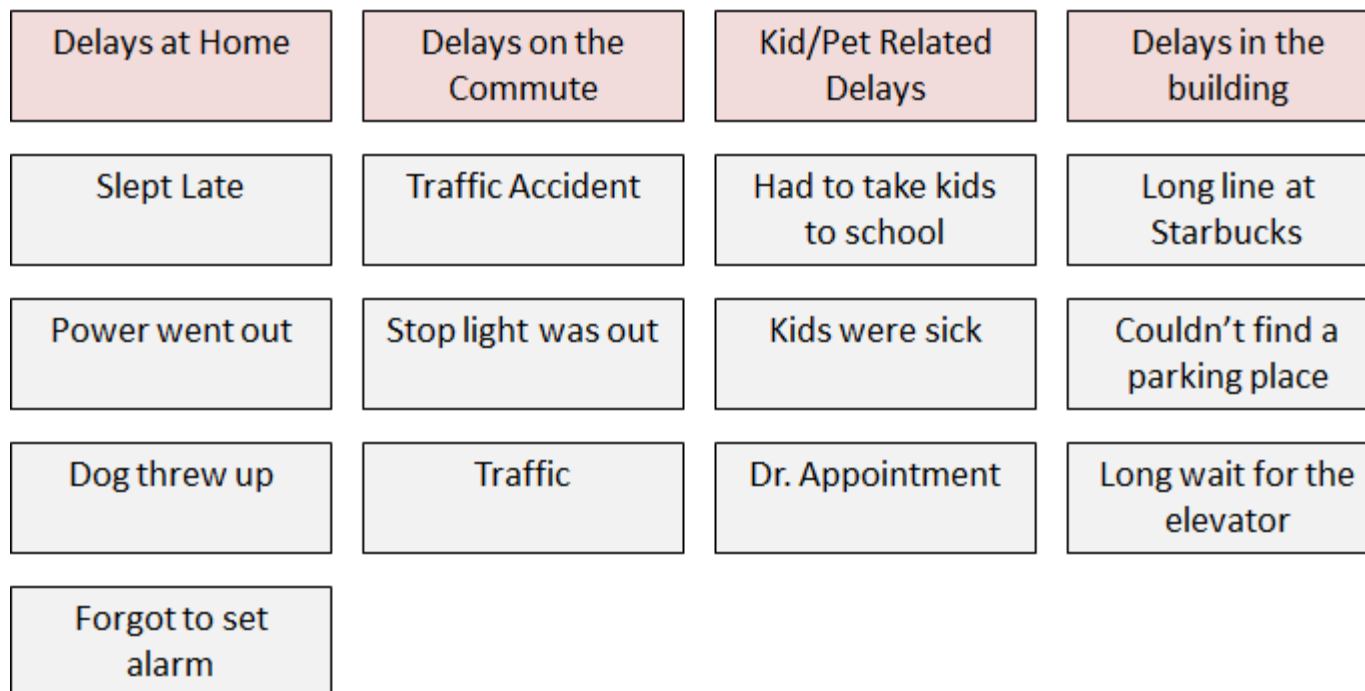 Delays at Home
Delays on the
Commute
Kid/Pet Related
Delays
Delays in the
building
Slept Late
Traffic Accident
Had to take kids
to school
Long line at
Starbucks
Power went out
Stop light was out
Kids were sick
Couldn't find a
parking place
Dog threw up
Traffic
Dr. Appointment
Long wait for the
elevator
Forgot to set
alarm